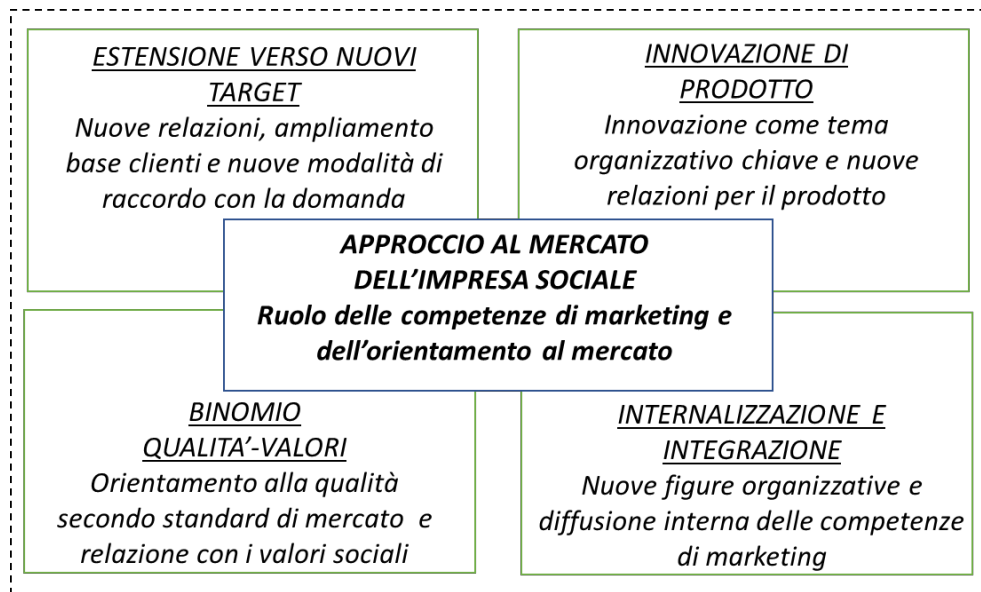 ESTENSIONE VERSO NUOVI
TARGET
Nuove relazioni, ampliamento
base clienti e nuove modalità di
raccordo con la domanda
INNOVAZIONE DI
PRODOTTO
Innovazione come tema
organizzativo chiave e nuove
relazioni per il prodotto
APPROCCIO AL MERCATO
DELL’IMPRESA SOCIALE
Ruolo delle competenze di marketing e
dell’orientamento al mercato
BINOMIO
QUALITA’-VALORI
Orientamento alla qualità
secondo standard di mercato e
relazione con i valori sociali
INTERNALIZZAZIONE E
INTEGRAZIONE
Nuove figure organizzative e
diffusione interna delle competenze
di marketing